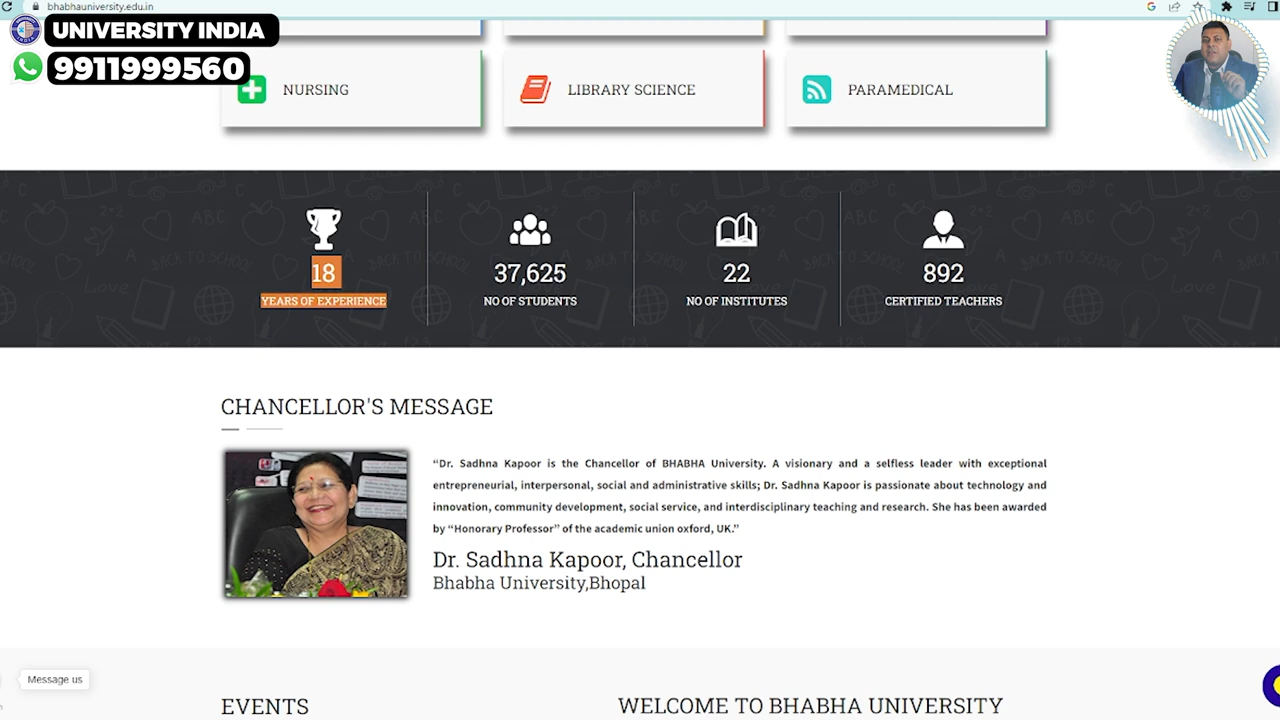 bhabhauniversity.edu.in
UNIVERSITY INDIA
9911999560
NURSING
LIBRARY SCIENCE
PARAMEDICAL
18
YEARS OF EXPERIENCE
37,625
NO OF STUDENTS
22
NO OF INSTITUTES
892
CERTIFIED TEACHERS
CHANCELLOR'S MESSAGE
“Dr. Sadhna Kapoor is the Chancellor of BHABHA University. A visionary and a selfless leader with exceptional
entrepreneurial, interpersonal, social and administrative skills; Dr. Sadhna Kapoor is passionate about technology and
innovation, community development, social service, and interdisciplinary teaching and research. She has been awarded
by “Honorary Professor” of the academic union oxford, UK.”
Dr. Sadhna Kapoor, Chancellor
Bhabha University,Bhopal
Message us
EVENTS
WELCOME TO BHABHA UNIVERSITY